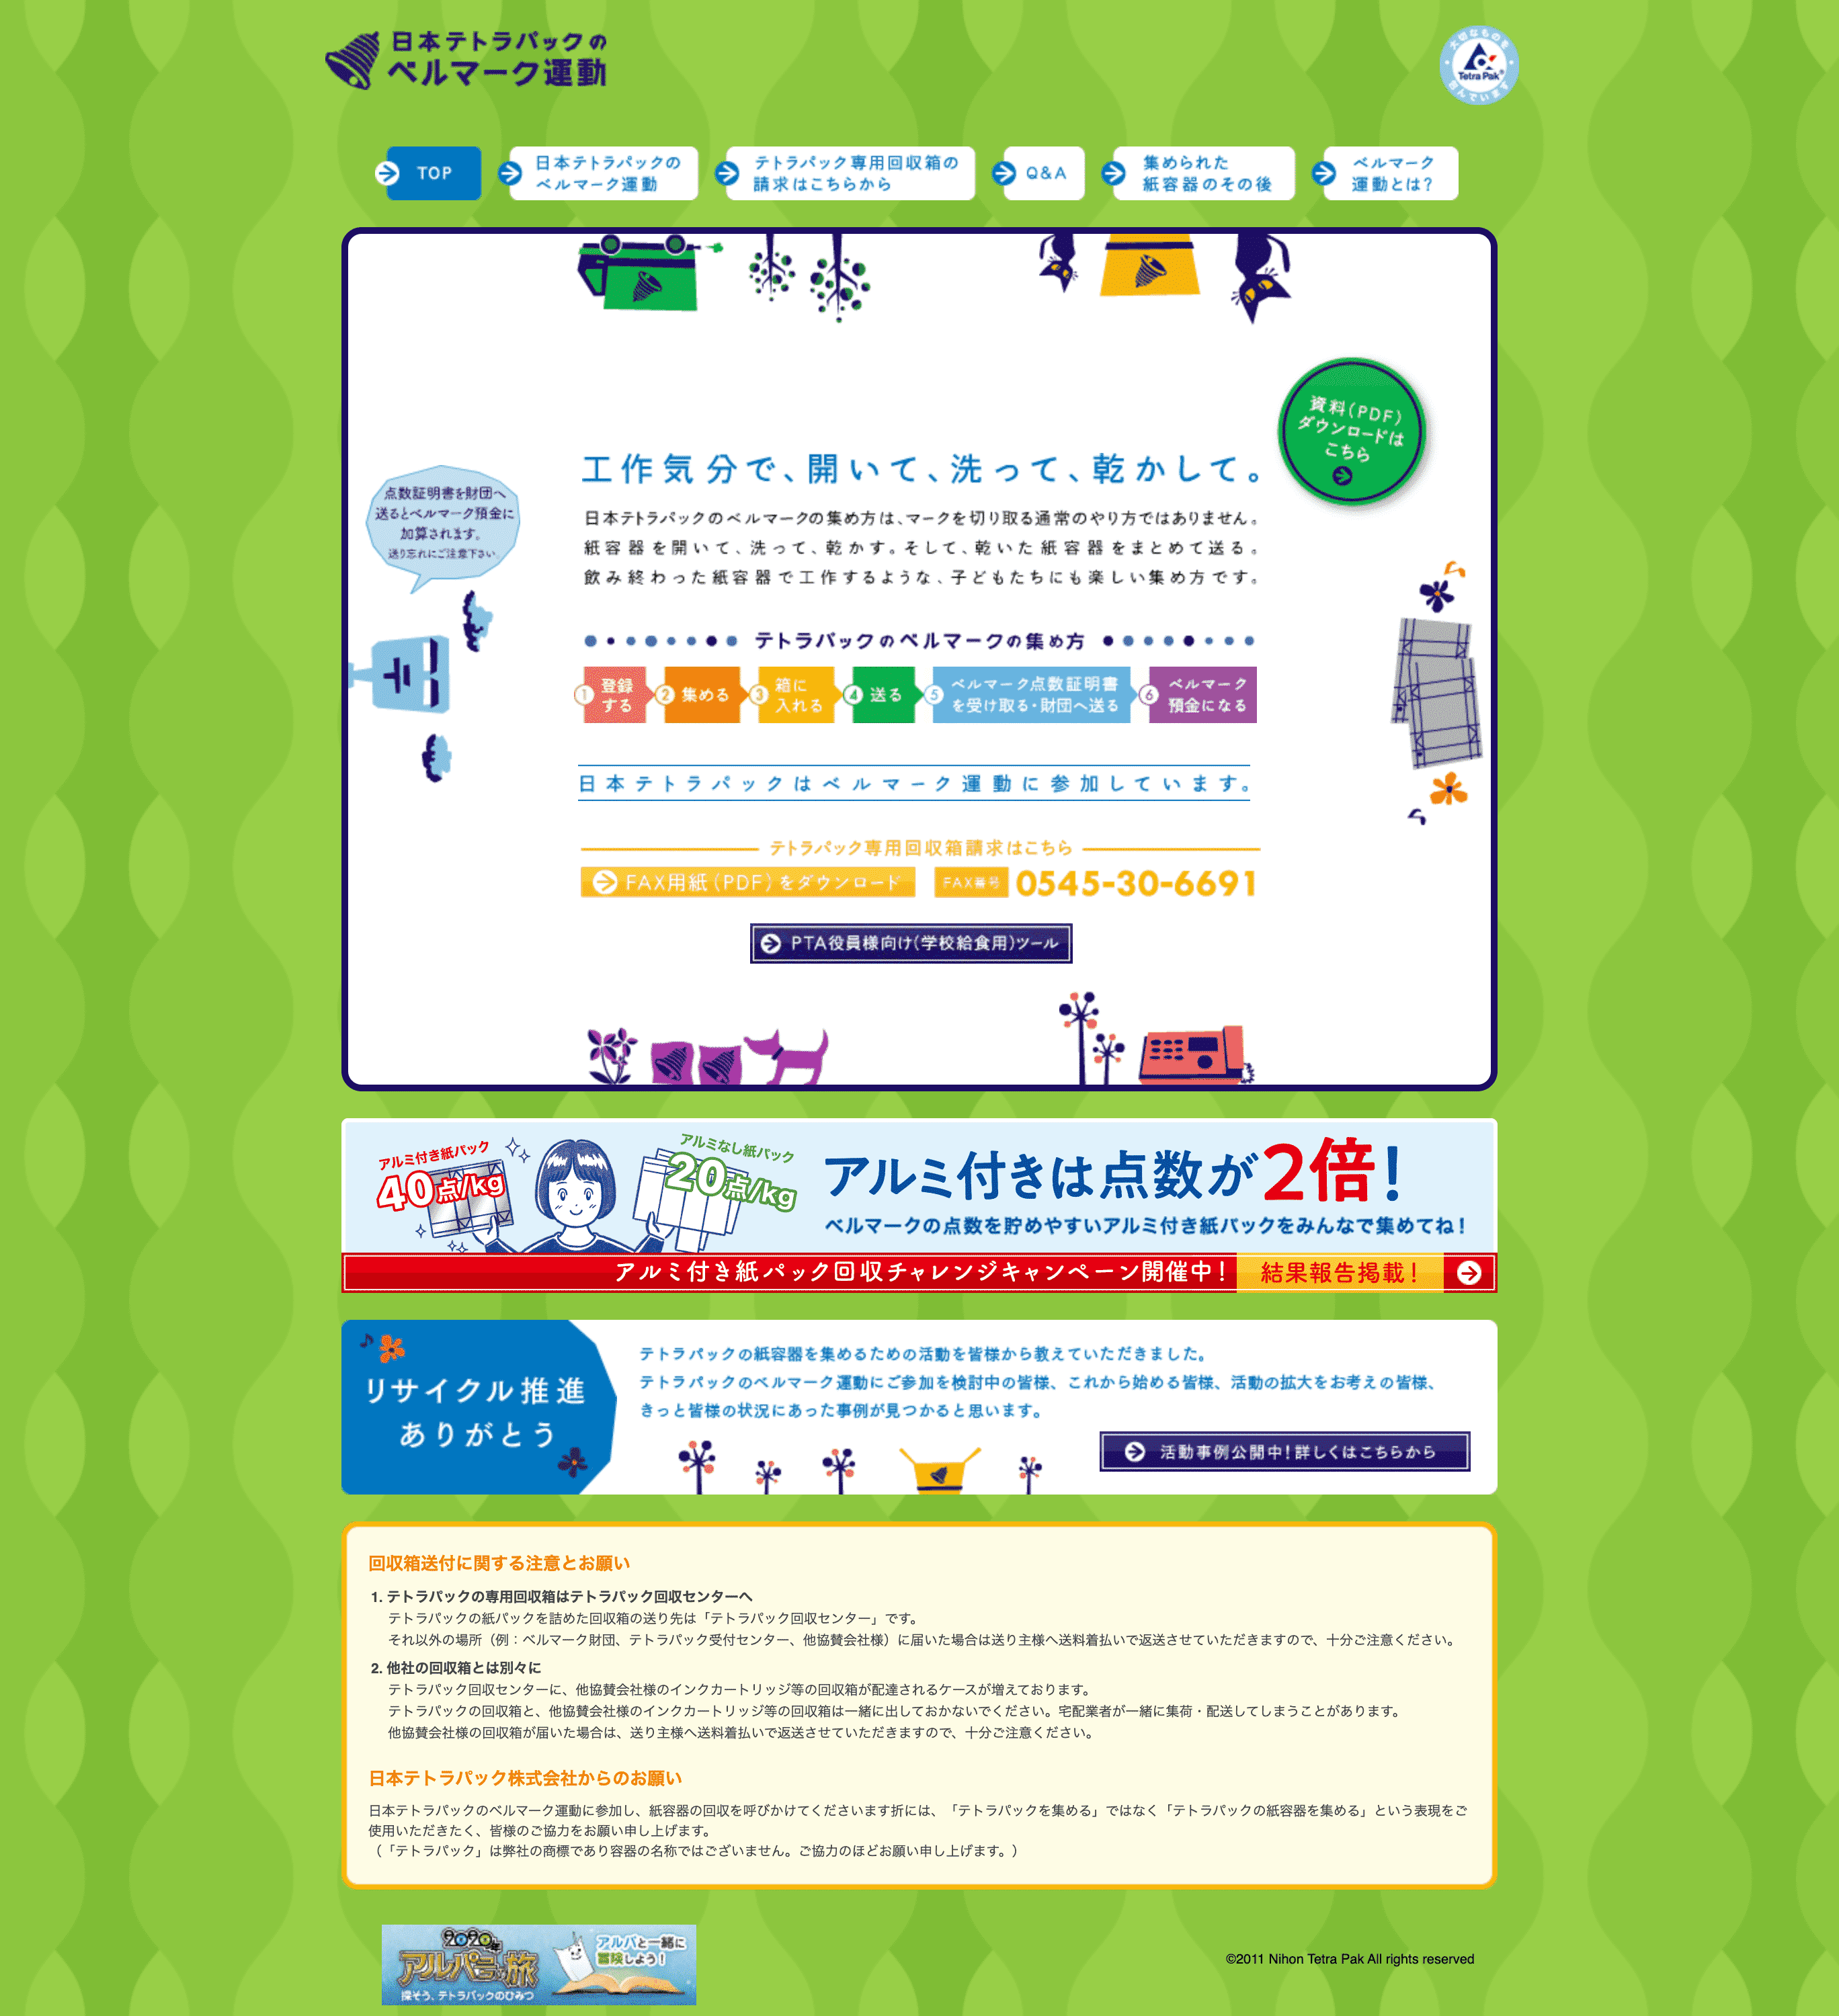 日本テトラパックの
ベルマーク運動
大切なものを
Tetra Pak®
包んでいます
TOP
日本テトラパックの
ベルマーク運動
テトラパック専用回収箱の
請求はこちらから
Q&A
集められた
紙容器のその後
ベルマーク
運動とは？
資料(PDF)
ダウンロードは
こちら
工作気分で、開いて、洗って、乾かして。
点数証明書を財団へ
送るとベルマーク預金に
加算されます。
送り忘れにご注意下さい。
日本テトラパックのベルマークの集め方は、マークを切り取る通常のやり方ではありません。
紙容器を開いて、洗って、乾かす。そして、乾いた紙容器をまとめて送る。
飲み終わった紙容器で工作するような、子どもたちにも楽しい集め方です。
テトラパックのベルマークの集め方
1 登録する
2 集める
3 箱に入れる
4 送る
5 ベルマーク点数証明書を受け取る・財団へ送る
6 ベルマーク預金になる
日本テトラパックはベルマーク運動に参加しています。
テトラパック専用回収箱請求はこちら
FAX用紙(PDF)をダウンロード FAX番号 0545-30-6691
PTA役員様向け(学校給食用)ツール
アルミ付き紙パック
40点/kg
アルミなし紙パック
20点/kg
アルミ付きは点数が2倍！
ベルマークの点数を貯めやすいアルミ付き紙パックをみんなで集めてね！
アルミ付き紙パック回収チャレンジキャンペーン開催中！ 結果報告掲載！
リサイクル推進
ありがとう
テトラパックの紙容器を集めるための活動を皆様から教えていただきました。
テトラパックのベルマーク運動にご参加を検討中の皆様、これから始める皆様、活動の拡大をお考えの皆様、
きっと皆様の状況にあった事例が見つかると思います。
活動事例公開中！詳しくはこちらから
回収箱送付に関する注意とお願い
1. テトラパックの専用回収箱はテトラパック回収センターへ
テトラパックの紙パックを詰めた回収箱の送り先は「テトラパック回収センター」です。
それ以外の場所（例：ベルマーク財団、テトラパック受付センター、他協賛会社様）に届いた場合は送り主様へ送料着払いで返送させていただきますので、十分ご注意ください。
2. 他社の回収箱とは別々に
テトラパック回収センターに、他協賛会社様のインクカートリッジ等の回収箱が配達されるケースが増えております。
テトラパックの回収箱と、他協賛会社様のインクカートリッジ等の回収箱は一緒に出しておかないでください。宅配業者が一緒に集荷・配送してしまうことがあります。
他協賛会社様の回収箱が届いた場合は、送り主様へ送料着払いで返送させていただきますので、十分ご注意ください。
日本テトラパック株式会社からのお願い
日本テトラパックのベルマーク運動に参加し、紙容器の回収を呼びかけてくださいます折には、「テトラパックを集める」ではなく「テトラパックの紙容器を集める」という表現をご
使用いただきたく、皆様のご協力をお願い申し上げます。
（「テトラパック」は弊社の商標であり容器の名称ではございません。ご協力のほどお願い申し上げます。）
2020年
アルパミラ旅
探そう、テトラパックのひみつ
アルパと一緒に
冒険しよう！
©2011 Nihon Tetra Pak All rights reserved